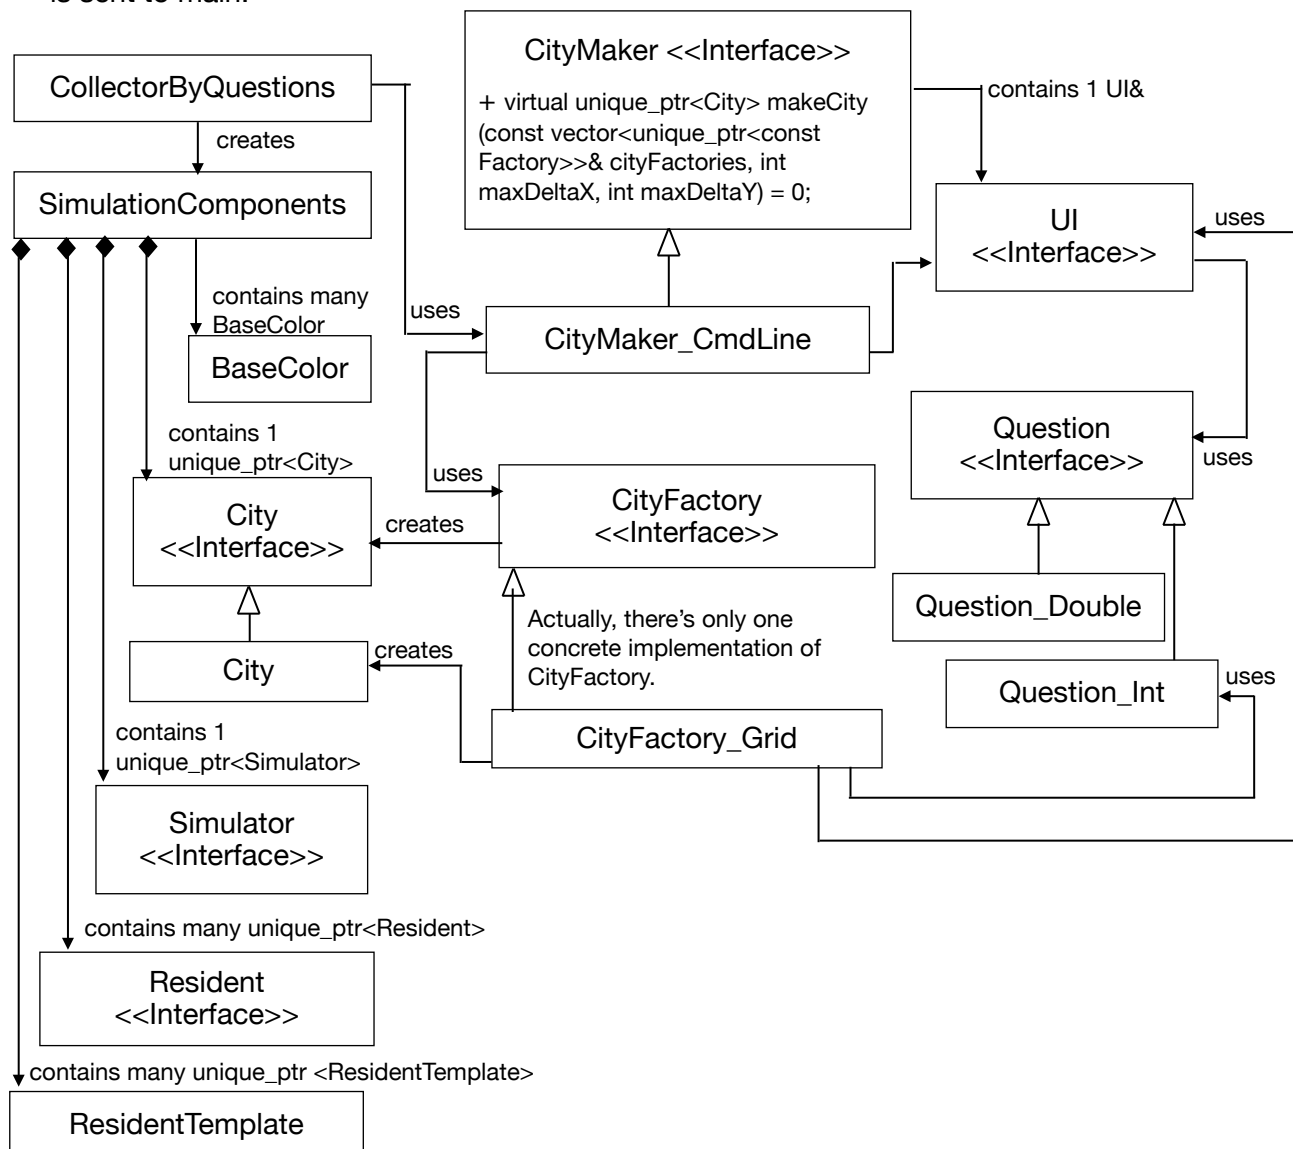 is sent to main.
CityMaker <<Interface>>
+ virtual unique_ptr<City> makeCity
(const vector<unique_ptr<const
Factory>>& cityFactories, int
maxDeltaX, int maxDeltaY) = 0;
CollectorByQuestions
contains 1 UI&
creates
SimulationComponents
UI
<<Interface>>
uses
contains many
BaseColor
uses
BaseColor
CityMaker_CmdLine
contains 1
unique_ptr<City>
Question
<<Interface>>
uses
uses
City
<<Interface>>
creates
CityFactory
<<Interface>>
Question_Double
Actually, there's only one
concrete implementation of
CityFactory.
City
creates
Question_Int
uses
contains 1
unique_ptr<Simulator>
CityFactory_Grid
Simulator
<<Interface>>
contains many unique_ptr<Resident>
Resident
<<Interface>>
contains many unique_ptr <ResidentTemplate>
ResidentTemplate